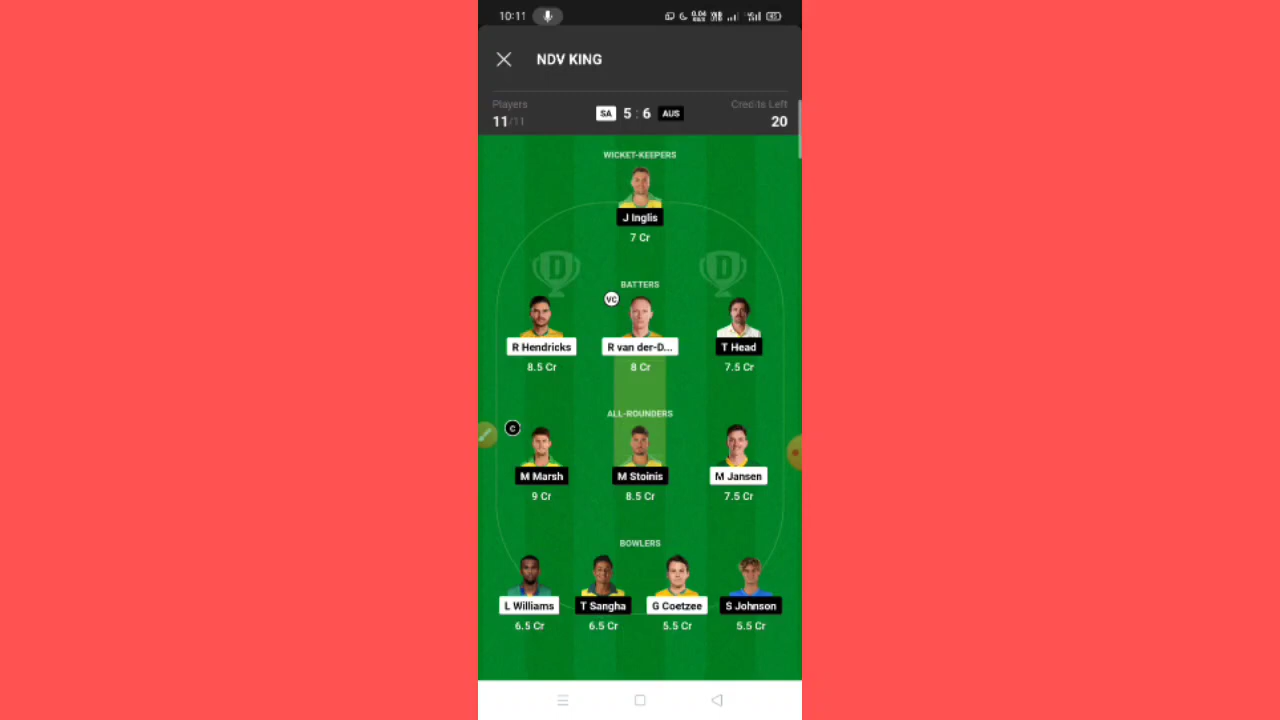 10:11
0.04
NDV KING
Players
Credits Left
11/11
SA 5 : 6 AUS
20
WICKET-KEEPERS
J Inglis
7 Cr
D D
BATTERS
VC
R Hendricks R van der-D... T Head
8.5 Cr 8 Cr 7.5 Cr
ALL-ROUNDERS
C
M Marsh M Stoinis M Jansen
9 Cr 8.5 Cr 7.5 Cr
BOWLERS
L Williams T Sangha G Coetzee S Johnson
6.5 Cr 6.5 Cr 5.5 Cr 5.5 Cr